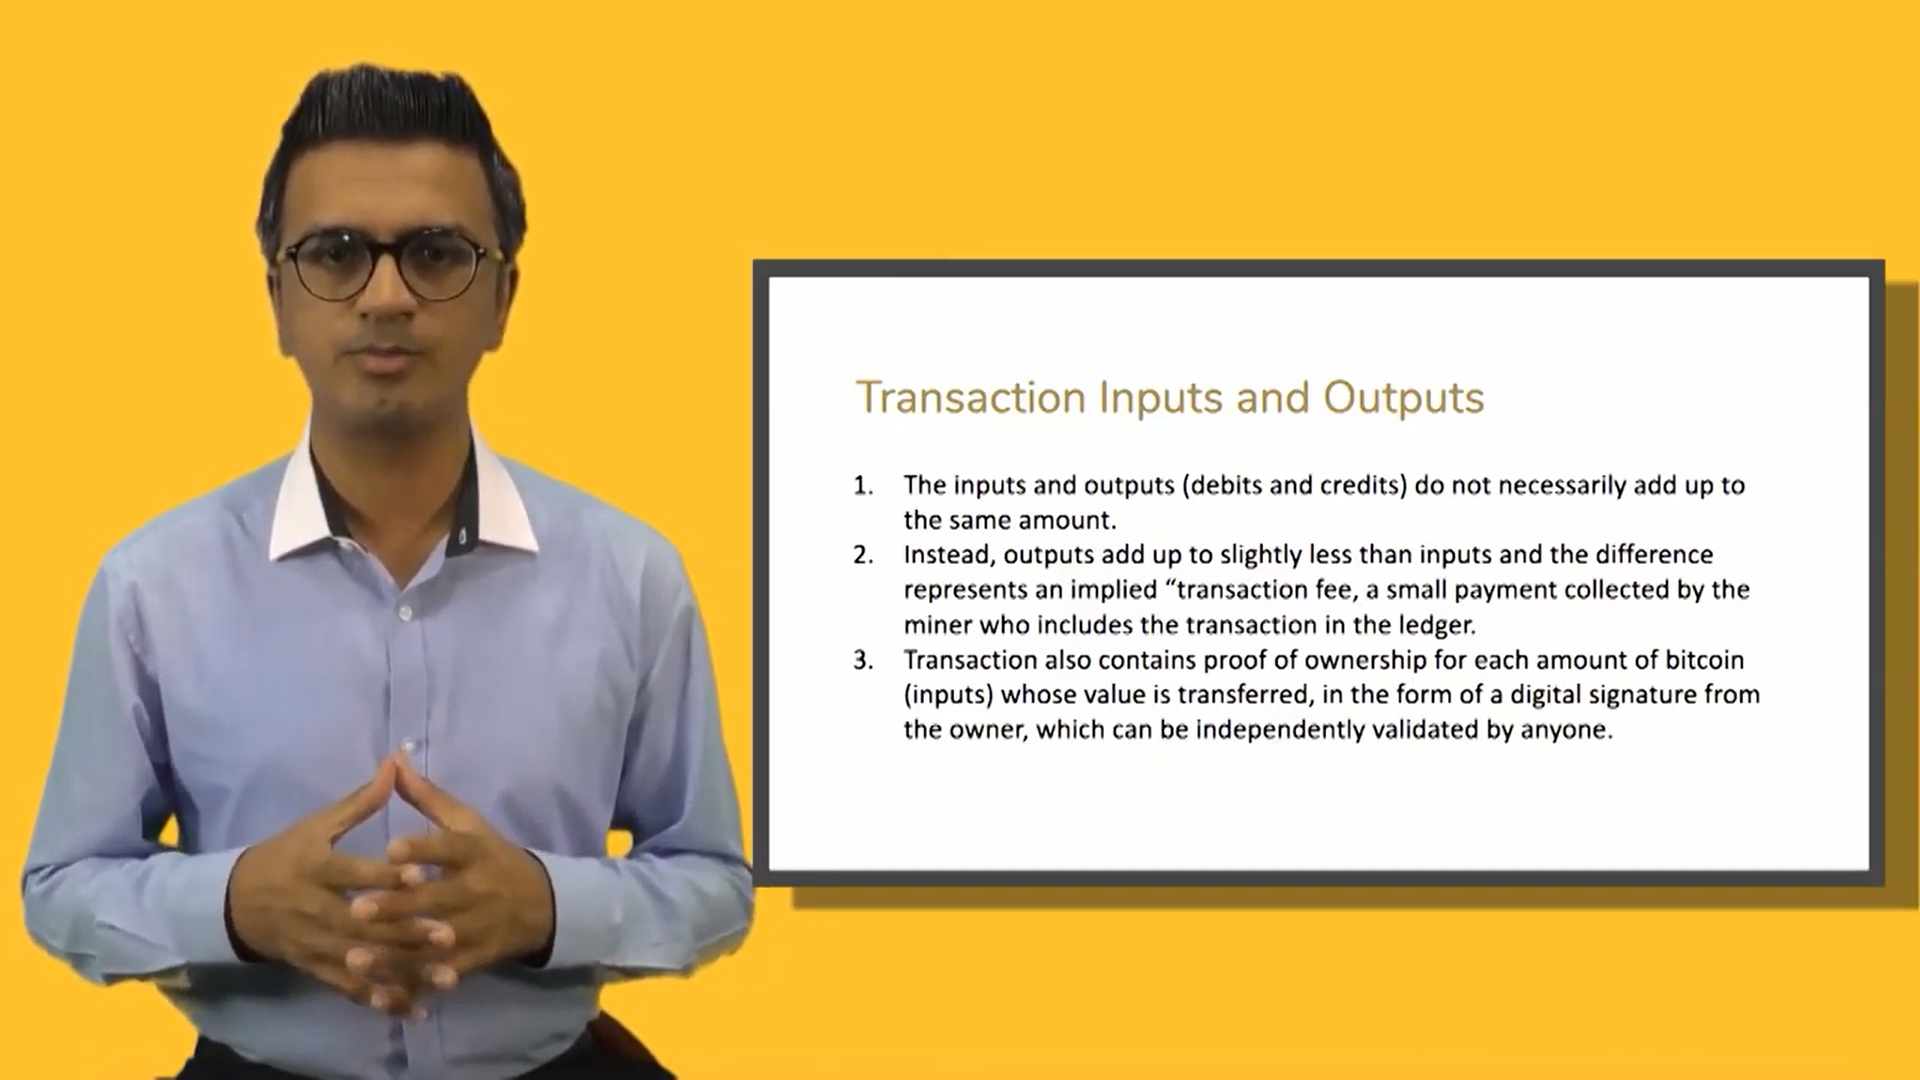 Transaction Inputs and Outputs
1. The inputs and outputs (debits and credits) do not necessarily add up to
the same amount.
2. Instead, outputs add up to slightly less than inputs and the difference
represents an implied “transaction fee, a small payment collected by the
miner who includes the transaction in the ledger.
3. Transaction also contains proof of ownership for each amount of bitcoin
(inputs) whose value is transferred, in the form of a digital signature from
the owner, which can be independently validated by anyone.